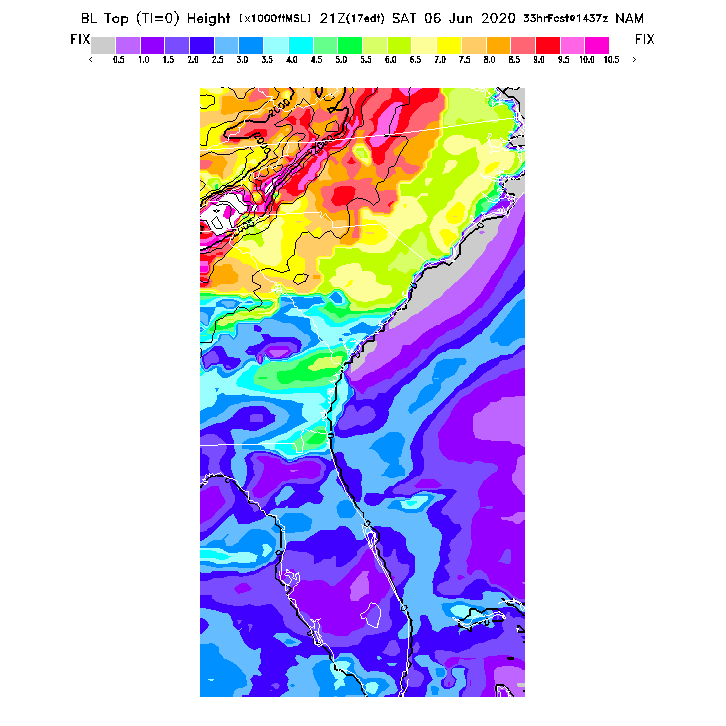 BL Top (TI=0) Height [x1000ftMSL] 21Z(17edt) SAT 06 Jun 2020 33hrFcst@1437z NAM
FIX FIX
< 0.5 1.0 1.5 2.0 2.5 3.0 3.5 4.0 4.5 5.0 5.5 6.0 6.5 7.0 7.5 8.0 8.5 9.0 9.5 10.0 10.5 >
2000
2000